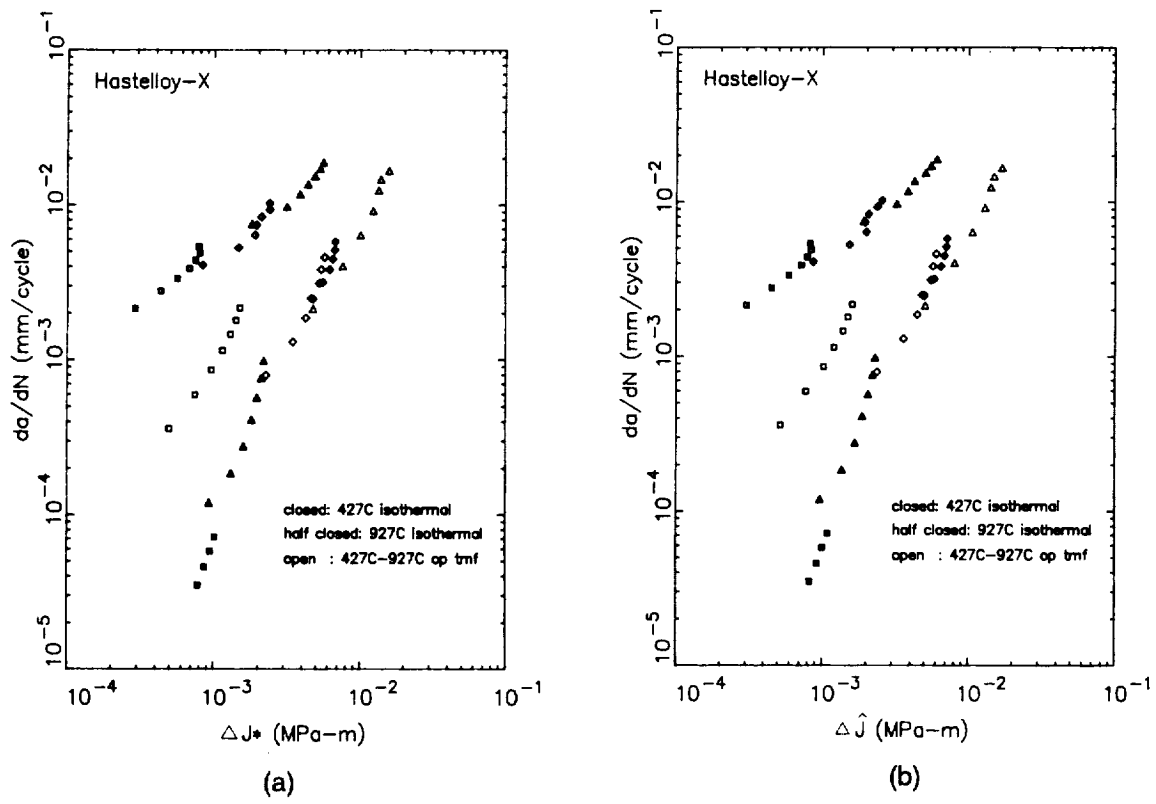 10⁻¹
10⁻²
10⁻³
10⁻⁴
10⁻⁵
da/dN (mm/cycle)
Hastelloy-X
closed: 427C isothermal
half closed: 927C isothermal
open : 427C-927C op tmf
10⁻⁴ 10⁻³ 10⁻² 10⁻¹
△J* (MPa-m)
(a)
10⁻¹
10⁻²
10⁻³
10⁻⁴
10⁻⁵
da/dN (mm/cycle)
Hastelloy-X
closed: 427C isothermal
half closed: 927C isothermal
open : 427C-927C op tmf
10⁻⁴ 10⁻³ 10⁻² 10⁻¹
△Ĵ (MPa-m)
(b)